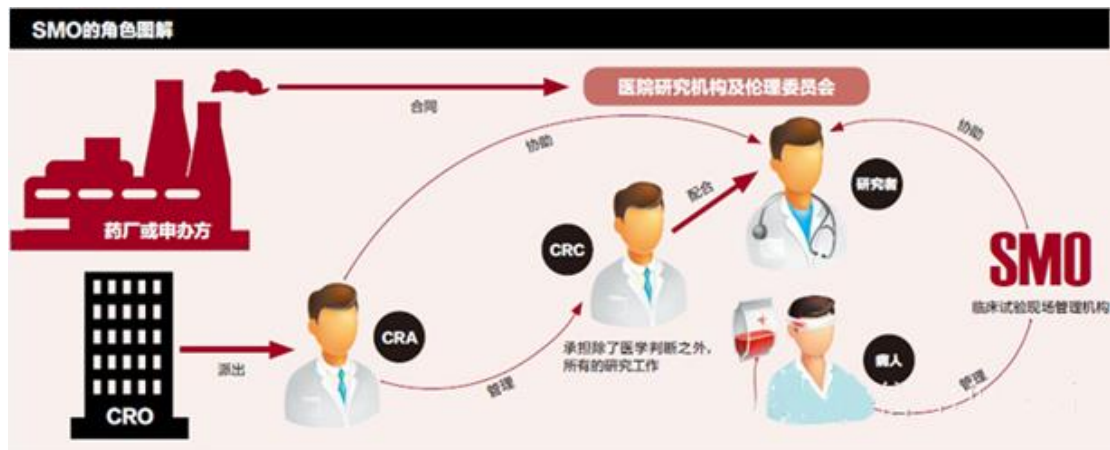 SMO的角色图解
医院研究机构及伦理委员会
合同
协助
协助
配合
研究者
CRC
药厂或申办方
SMO
临床试验现场管理机构
CRA
承担除了医学判断之外，
所有的研究工作
病人
派出
管理
管理
CRO